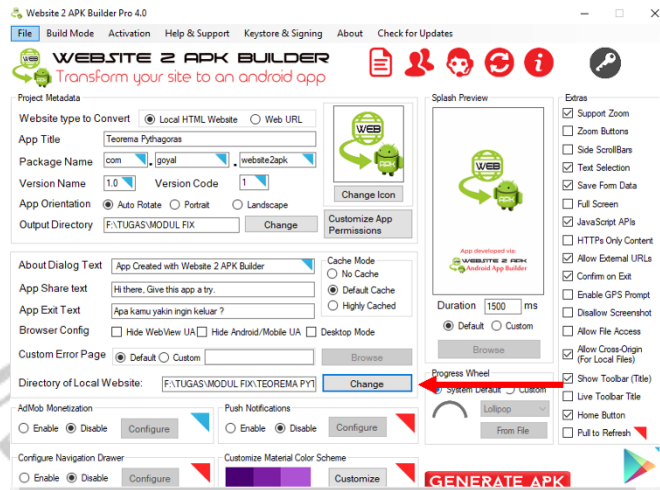 Website 2 APK Builder Pro 4.0
File Build Mode Activation Help & Support Keystore & Signing About Check for Updates
WEBSITE 2 APK BUILDER
Transform your site to an android app
Project Metadata
Website type to Convert Local HTML Website Web URL
App Title Teorema Pythagoras
Package Name com . goyal . website2apk
Version Name 1.0 Version Code 1
App Orientation Auto Rotate Portrait Landscape
Output Directory F:\TUGAS\MODUL FIX Change
WEB
APK
Change Icon
Customize App
Permissions
About Dialog Text App Created with Website 2 APK Builder
App Share text Hi there, Give this app a try.
App Exit Text Apa kamu yakin ingin keluar ?
Cache Mode
No Cache
Default Cache
Highly Cached
Browser Config Hide WebView UA Hide Android/Mobile UA Desktop Mode
Custom Error Page Default Custom Browse
Directory of Local
Website: F:\TUGAS\MODUL FIX\TEOREMA PYT Change
AdMob Monetization
Enable Disable Configure
Push Notifications
Enable Disable Configure
Configure Navigation Drawer
Enable Disable Configure
Customize Material Color Scheme
Customize
Splash Preview
WEB
APK
App developed via:
WEBSITE 2 APK
Android App Builder
Duration 1500 ms
Default Custom
Browse
Progress Wheel
System Default Custom
Lollipop
From File
GENERATE APK
Extras
Support Zoom
Zoom Buttons
Side ScrollBars
Text Selection
Save Form Data
Full Screen
JavaScript APIs
HTTPs Only Content
Allow External URLs
Confirm on Exit
Enable GPS Prompt
Disallow Screenshot
Allow File Access
Allow Cross-Origin
(For Local Files)
Show Toolbar (Title)
Live Toolbar Title
Home Button
Pull to Refresh